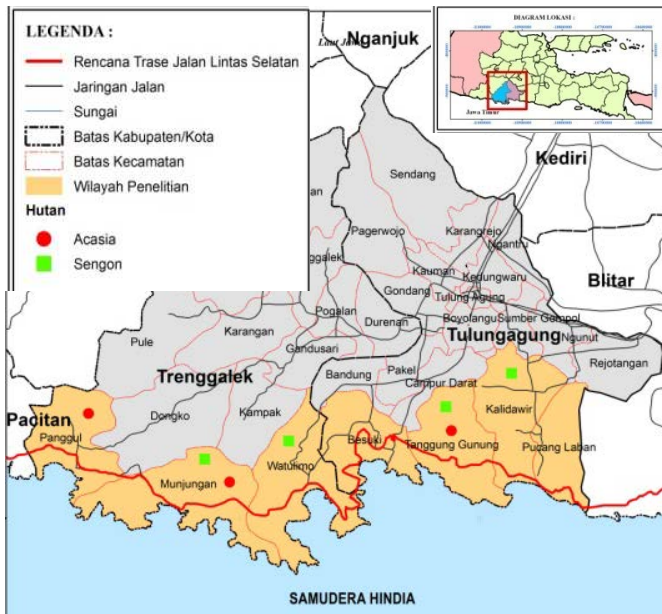 LEGENDA :
Rencana Trase Jalan Lintas Selatan
Jaringan Jalan
Sungai
Batas Kabupaten/Kota
Batas Kecamatan
Wilayah Penelitian
Hutan
Acasia
Sengon
Nganjuk
DIAGRAM LOKASI :
Jawa Timur
Kediri
Blitar
Sendang
Pagerwojo
Karangrejo
Ngantru
Kauman
Kedungwaru
Gondang
Tulung Agung
Boyolangu
Sumber Gempol
Tulungagung
Ngunut
Rejotangan
Pogalan
Durenan
Karangan
Pule
Gandusari
Bandung
Pakel
Campur Darat
Trenggalek
Kalidawir
Pacitan
Dongko
Kampak
Panggul
Besuki
Tanggung Gunung
Pucang Laban
Watulimo
Munjungan
SAMUDERA HINDIA